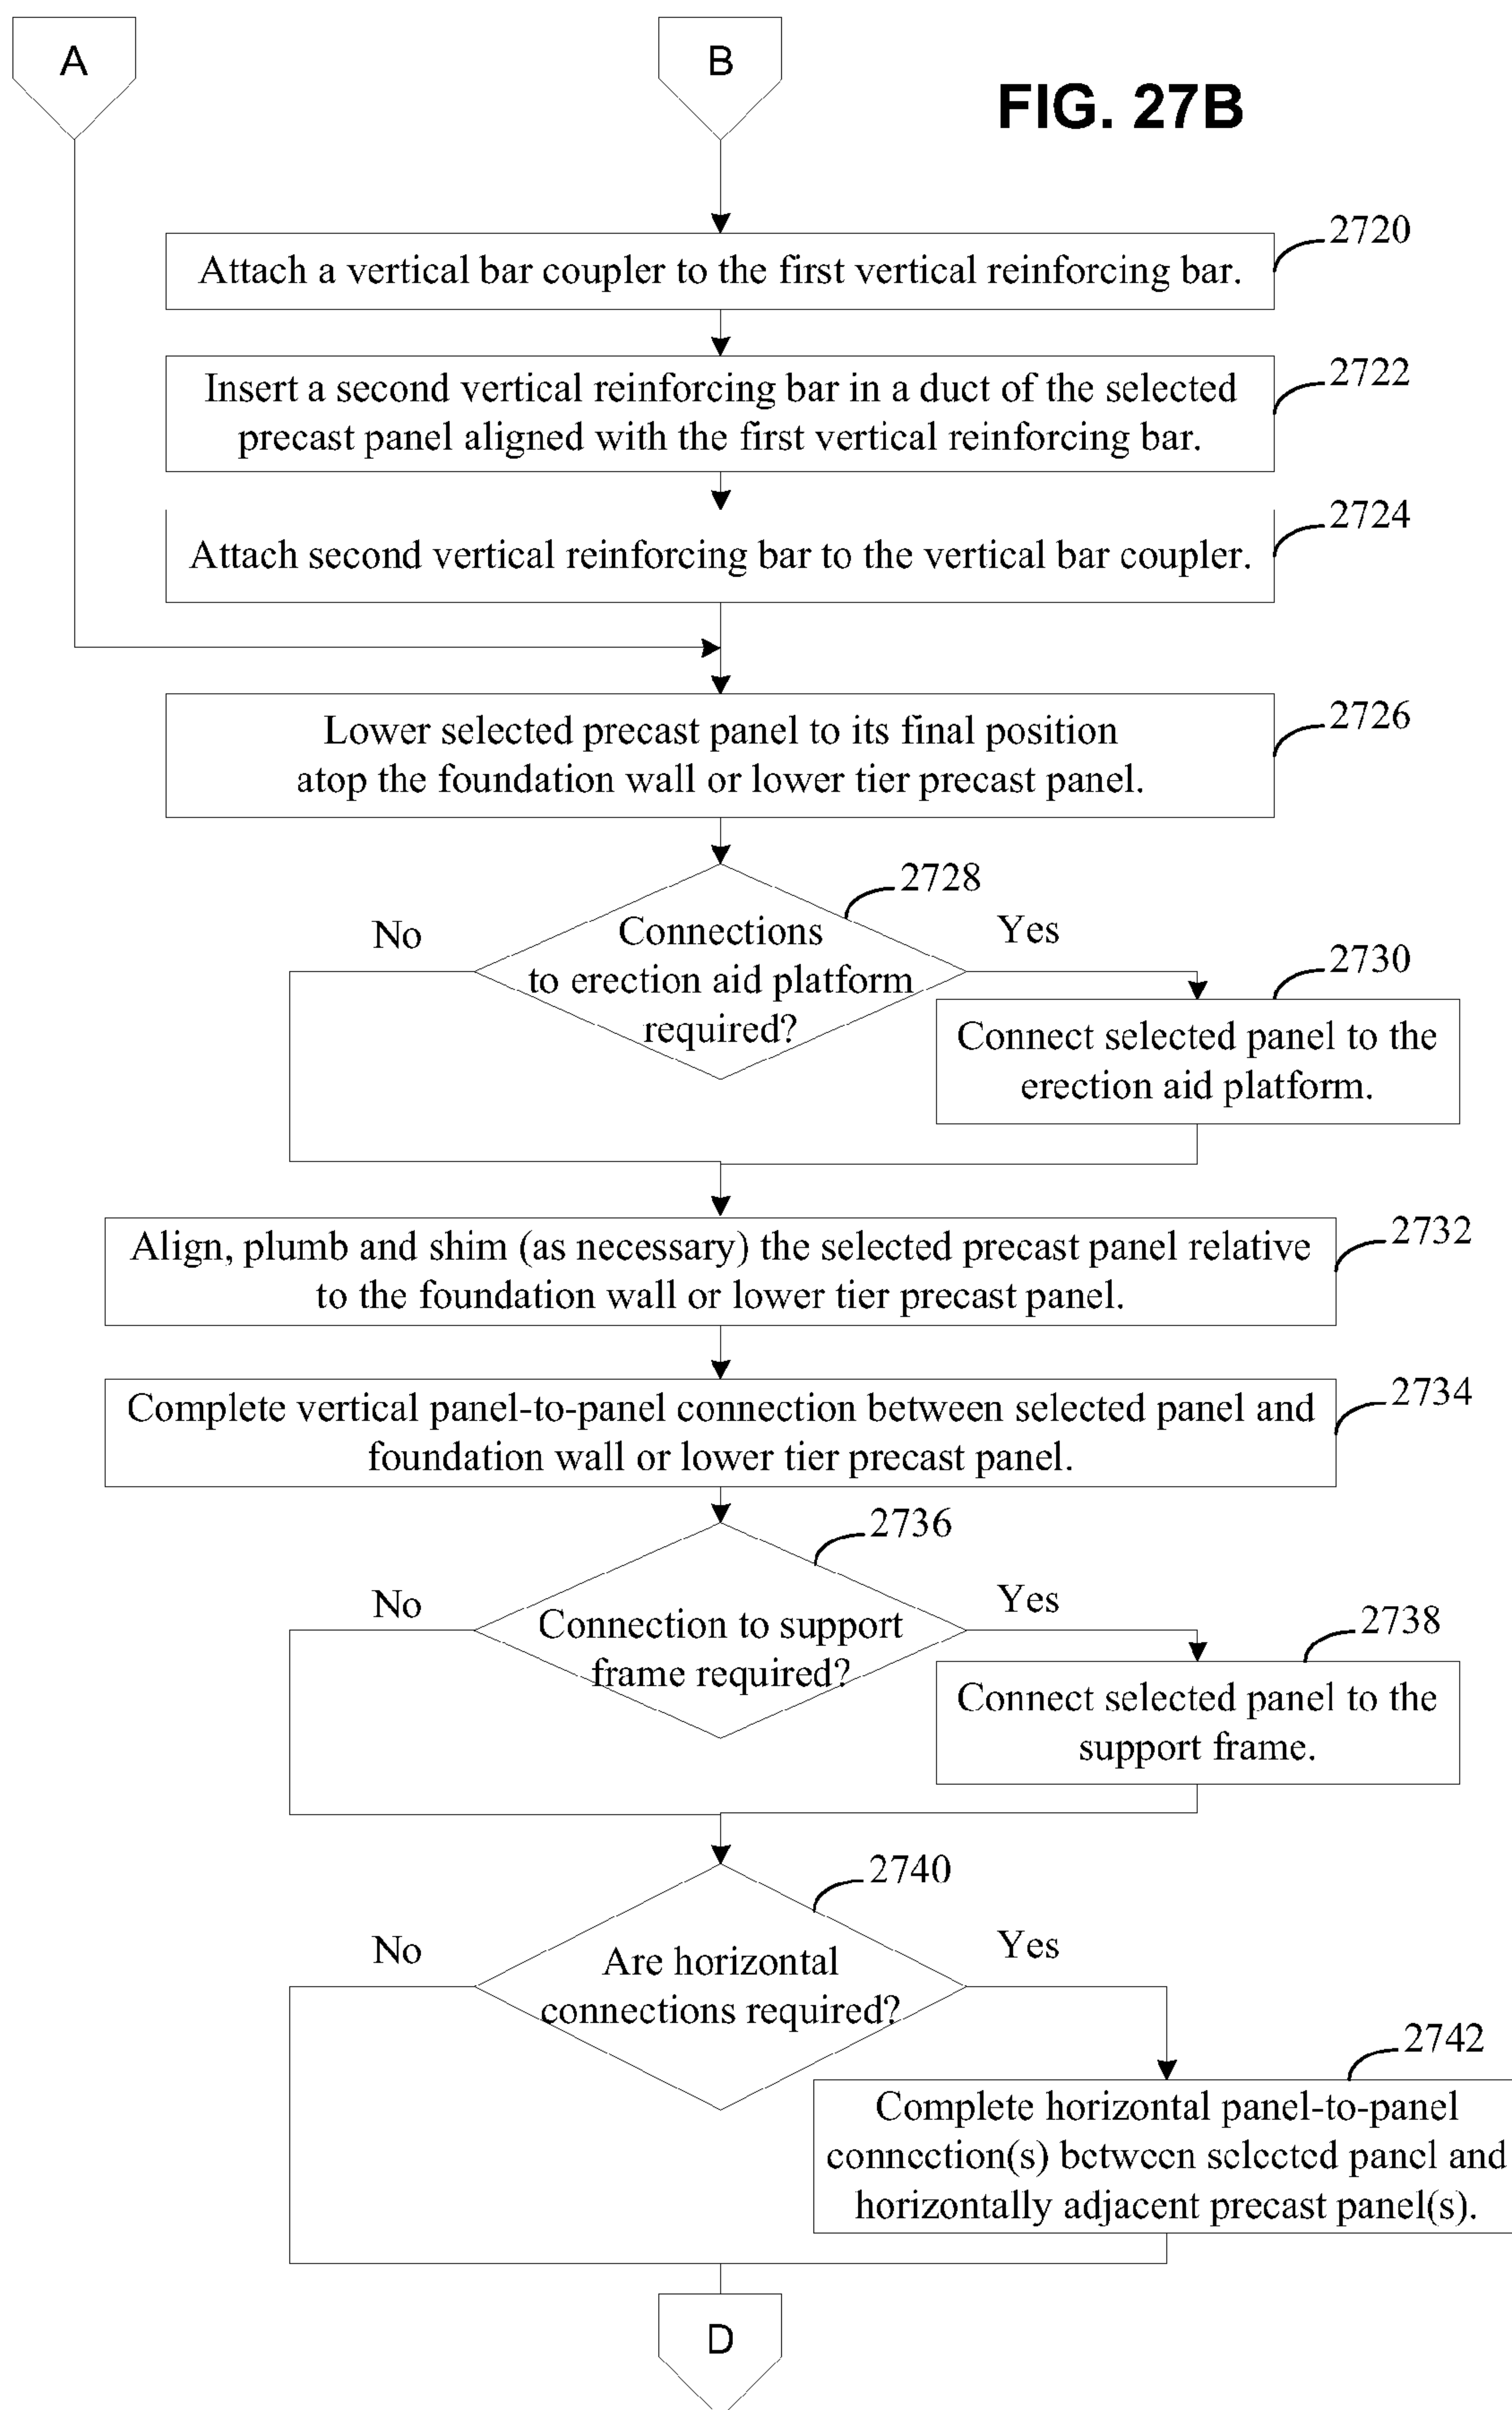 A
B
FIG. 27B
2720
Attach a vertical bar coupler to the first vertical reinforcing bar.
2722
Insert a second vertical reinforcing bar in a duct of the selected
precast panel aligned with the first vertical reinforcing bar.
2724
Attach second vertical reinforcing bar to the vertical bar coupler.
2726
Lower selected precast panel to its final position
atop the foundation wall or lower tier precast panel.
2728
No
Connections
to erection aid platform
required?
Yes
2730
Connect selected panel to the
erection aid platform.
2732
Align, plumb and shim (as necessary) the selected precast panel relative
to the foundation wall or lower tier precast panel.
2734
Complete vertical panel-to-panel connection between selected panel and
foundation wall or lower tier precast panel.
2736
No
Connection to support
frame required?
Yes
2738
Connect selected panel to the
support frame.
2740
No
Are horizontal
connections required?
Yes
2742
Complete horizontal panel-to-panel
connection(s) between selected panel and
horizontally adjacent precast panel(s).
D